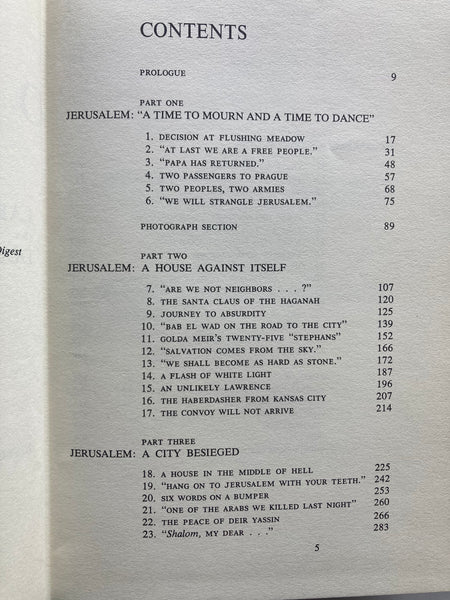 CONTENTS
PROLOGUE 9
PART ONE
JERUSALEM: "A TIME TO MOURN AND A TIME TO DANCE"
1. DECISION AT FLUSHING MEADOW 17
2. "AT LAST WE ARE A FREE PEOPLE." 31
3. "PAPA HAS RETURNED." 48
4. TWO PASSENGERS TO PRAGUE 57
5. TWO PEOPLES, TWO ARMIES 68
6. "WE WILL STRANGLE JERUSALEM." 75
PHOTOGRAPH SECTION 89
Digest
PART TWO
JERUSALEM: A HOUSE AGAINST ITSELF
7. "ARE WE NOT NEIGHBORS . . . ?" 107
8. THE SANTA CLAUS OF THE HAGANAH 120
9. JOURNEY TO ABSURDITY 125
10. "BAB EL WAD ON THE ROAD TO THE CITY" 139
11. GOLDA MEIR'S TWENTY-FIVE "STEPHANS" 152
12. "SALVATION COMES FROM THE SKY." 166
13. "WE SHALL BECOME AS HARD AS STONE." 172
14. A FLASH OF WHITE LIGHT 187
15. AN UNLIKELY LAWRENCE 196
16. THE HABERDASHER FROM KANSAS CITY 207
17. THE CONVOY WILL NOT ARRIVE 214
PART THREE
JERUSALEM: A CITY BESIEGED
18. A HOUSE IN THE MIDDLE OF HELL 225
19. "HANG ON TO JERUSALEM WITH YOUR TEETH." 242
20. SIX WORDS ON A BUMPER 253
21. "ONE OF THE ARABS WE KILLED LAST NIGHT" 260
22. THE PEACE OF DEIR YASSIN 266
23. "Shalom, MY DEAR . . ." 283
5